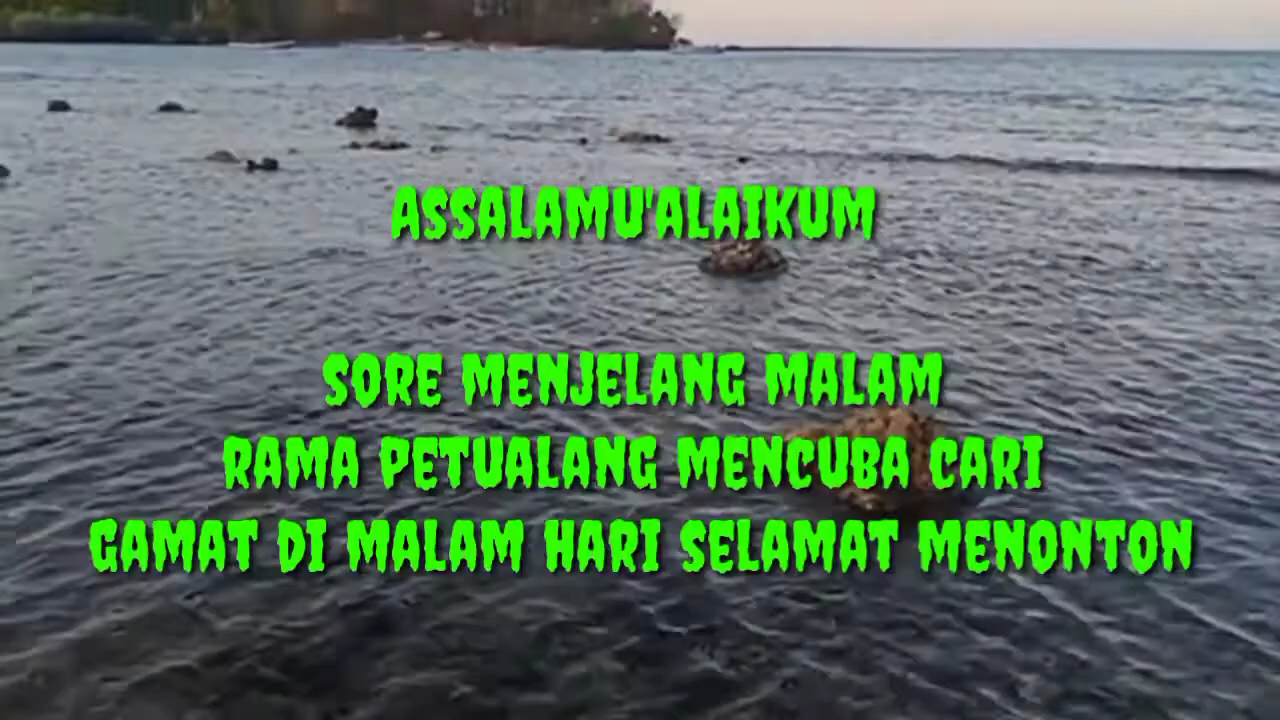 ASSALAMU'ALAIKUM
SORE MENJELANG MALAM
RAMA PETUALANG MENCUBA CARI
GAMAT DI MALAM HARI SELAMAT MENONTON